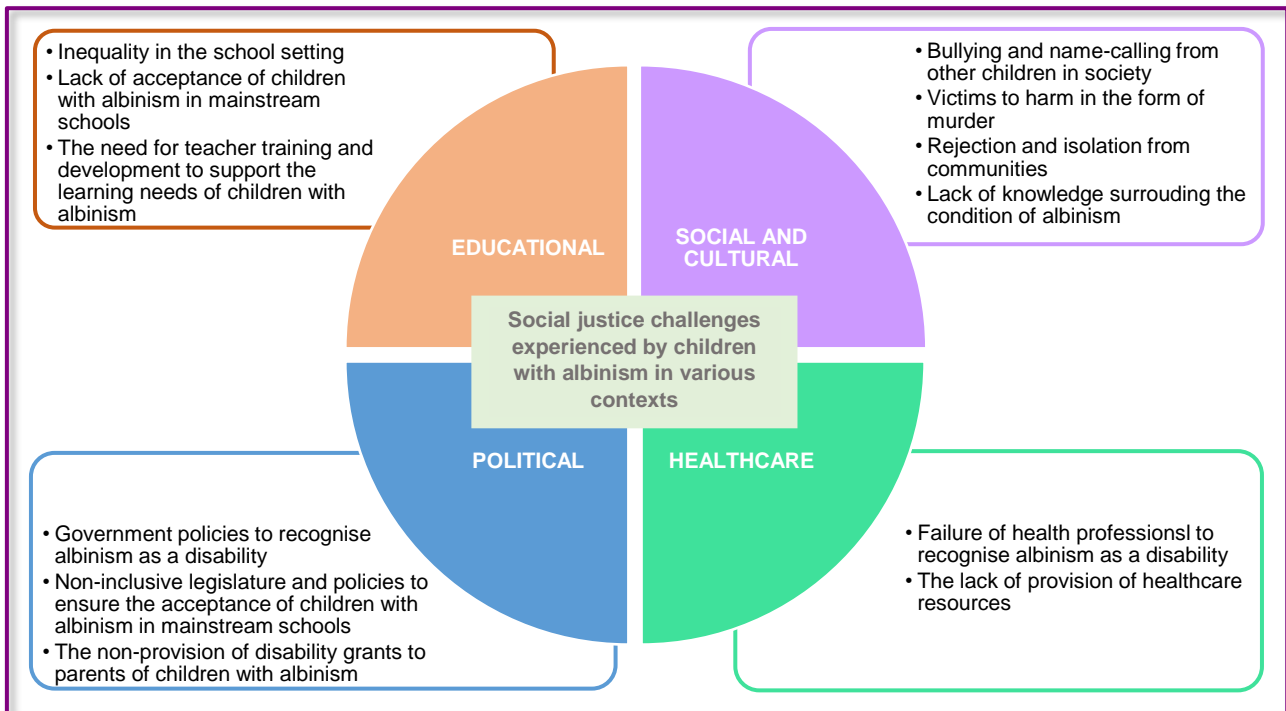 • Inequality in the school setting
• Lack of acceptance of children
with albinism in mainstream
schools
• The need for teacher training and
development to support the
learning needs of children with
albinism
• Bullying and name-calling from
other children in society
• Victims to harm in the form of
murder
• Rejection and isolation from
communities
• Lack of knowledge surrouding the
condition of albinism
EDUCATIONAL
SOCIAL AND
CULTURAL
Social justice challenges
experienced by children
with albinism in various
contexts
POLITICAL
HEALTHCARE
• Government policies to recognise
albinism as a disability
• Non-inclusive legislature and policies to
ensure the acceptance of children with
albinism in mainstream schools
• The non-provision of disability grants to
parents of children with albinism
• Failure of health professionsl to
recognise albinism as a disability
• The lack of provision of healthcare
resources